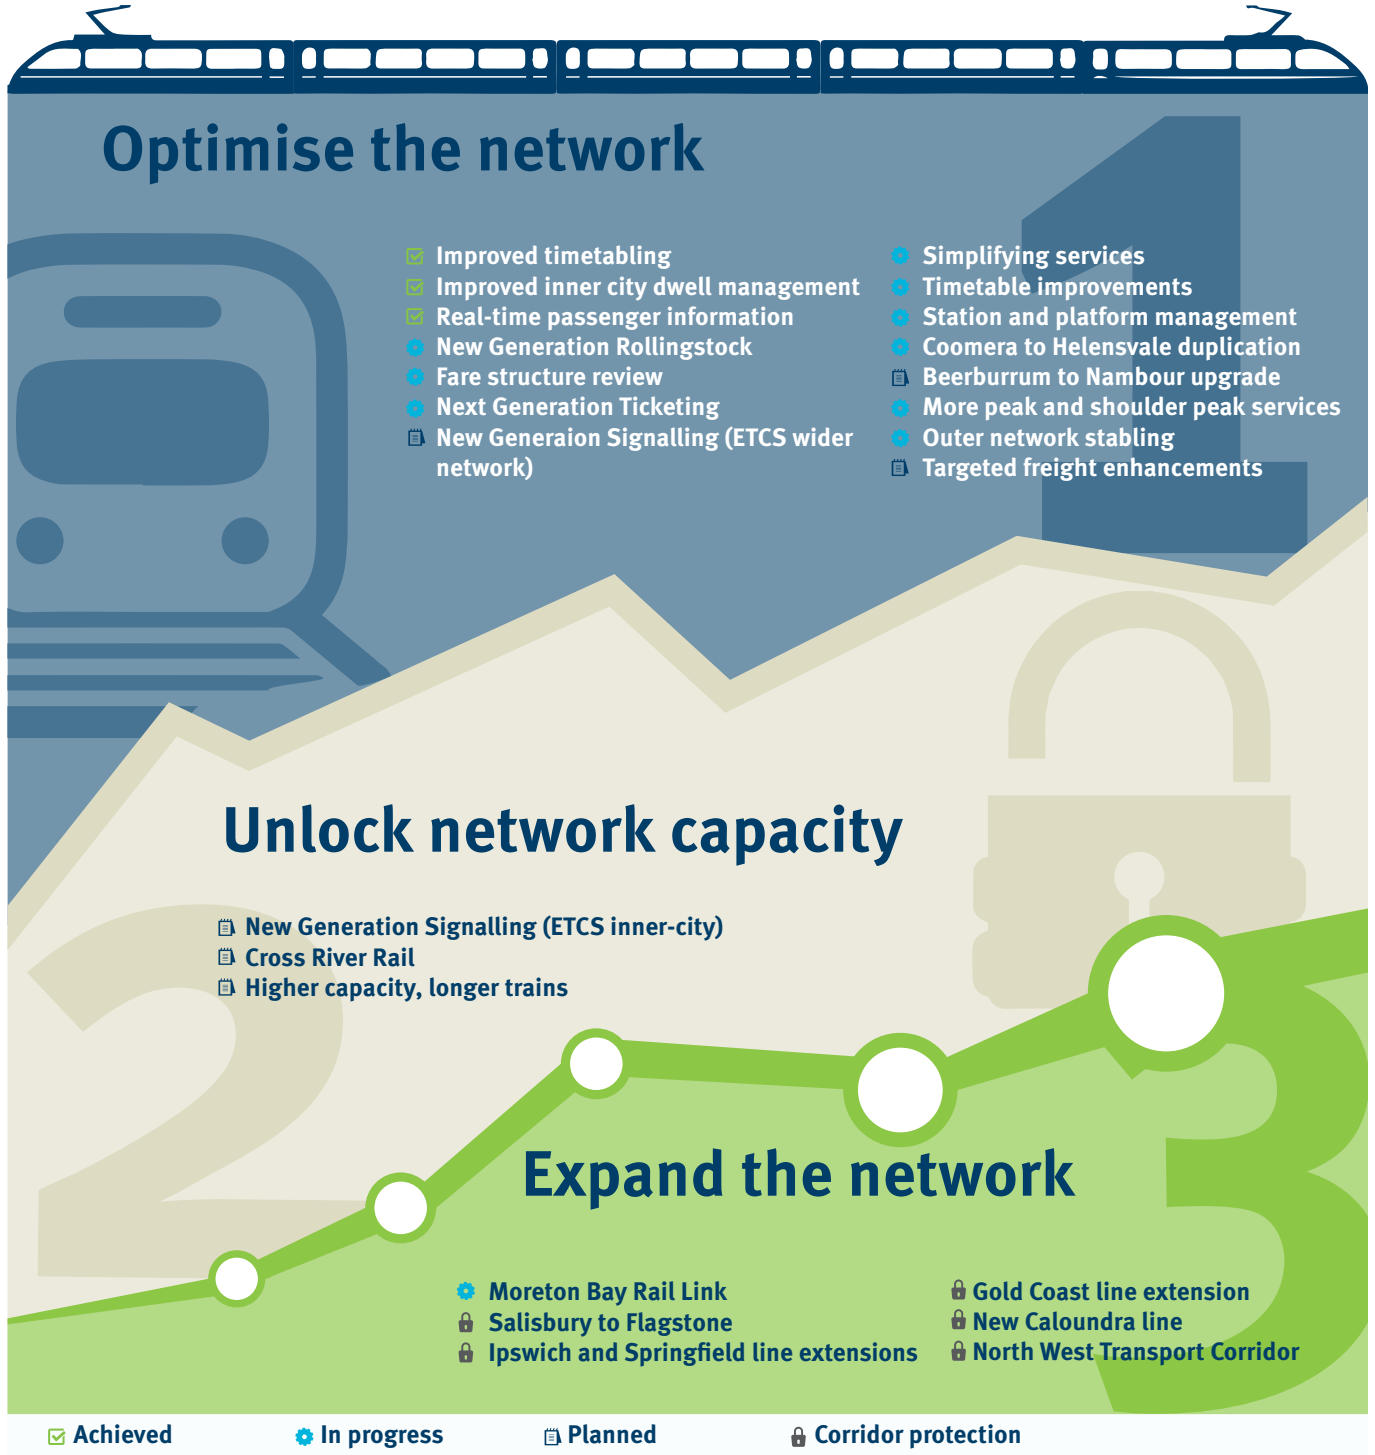 Optimise the network
Improved timetabling
Improved inner city dwell management
Real-time passenger information
New Generation Rollingstock
Fare structure review
Next Generation Ticketing
New Generaion Signalling (ETCS wider
network)
Simplifying services
Timetable improvements
Station and platform management
Coomera to Helensvale duplication
Beerburrum to Nambour upgrade
More peak and shoulder peak services
Outer network stabling
Targeted freight enhancements
1
Unlock network capacity
New Generation Signalling (ETCS inner-city)
Cross River Rail
Higher capacity, longer trains
2
Expand the network
Moreton Bay Rail Link
Salisbury to Flagstone
Ipswich and Springfield line extensions
Gold Coast line extension
New Caloundra line
North West Transport Corridor
3
Achieved
In progress
Planned
Corridor protection